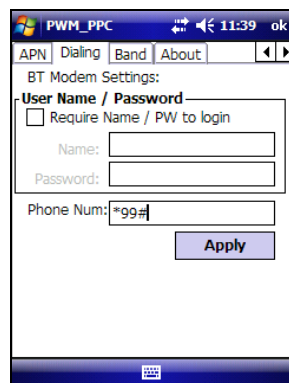 PWM_PPC 11:39 ok
APN Dialing Band About
BT Modem Settings:
User Name / Password
Require Name / PW to login
Name:
Password:
Phone Num: *99#
Apply